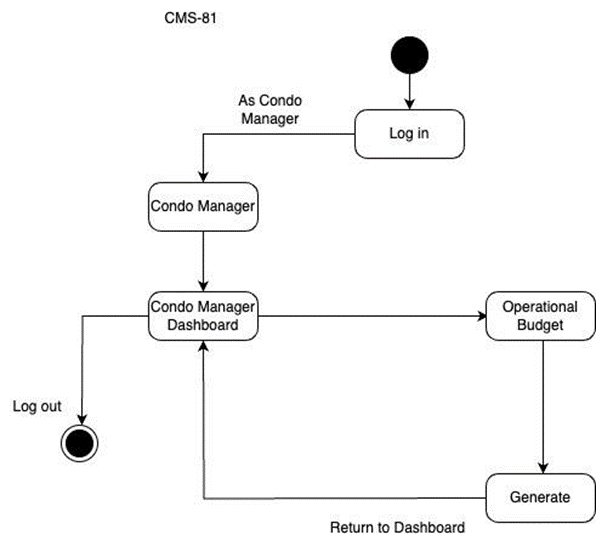 CMS-81
As Condo
Manager
Log in
Condo Manager
Condo Manager
Dashboard
Operational
Budget
Log out
Generate
Return to Dashboard